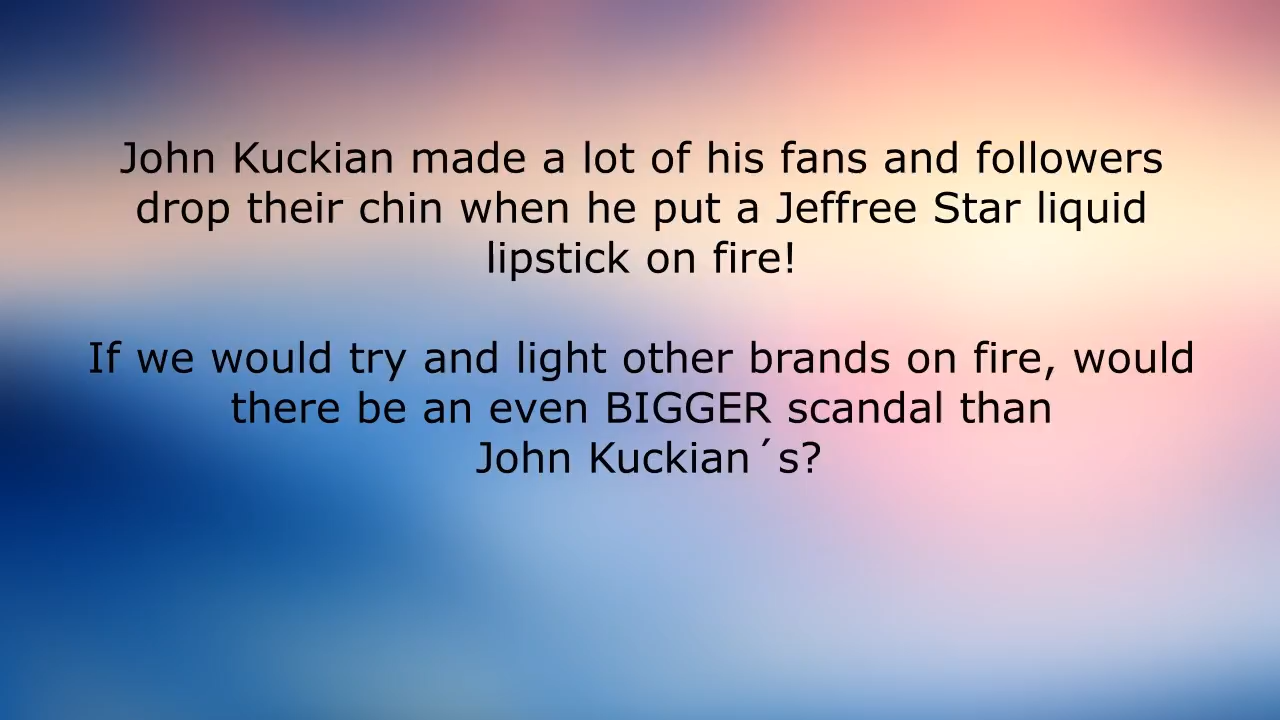 John Kuckian made a lot of his fans and followers
drop their chin when he put a Jeffree Star liquid
lipstick on fire!
If we would try and light other brands on fire, would
there be an even BIGGER scandal than
John Kuckian´s?